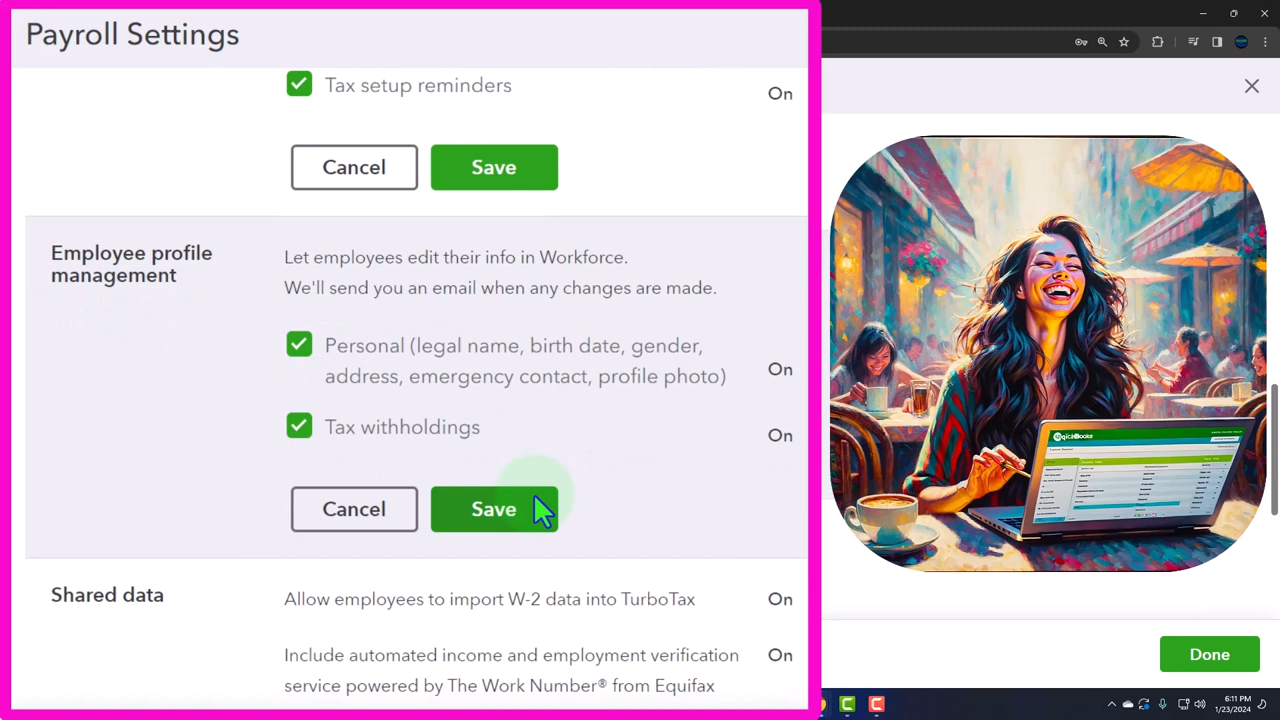 Payroll Settings
Tax setup reminders
On
Cancel
Save
Employee profile
management
Let employees edit their info in Workforce.
We'll send you an email when any changes are made.
Personal (legal name, birth date, gender,
address, emergency contact, profile photo)
On
Tax withholdings
On
Cancel
Save
Shared data
Allow employees to import W-2 data into TurboTax
On
Include automated income and employment verification
service powered by The Work Number® from Equifax
On
Done
6:11 PM
1/23/2024